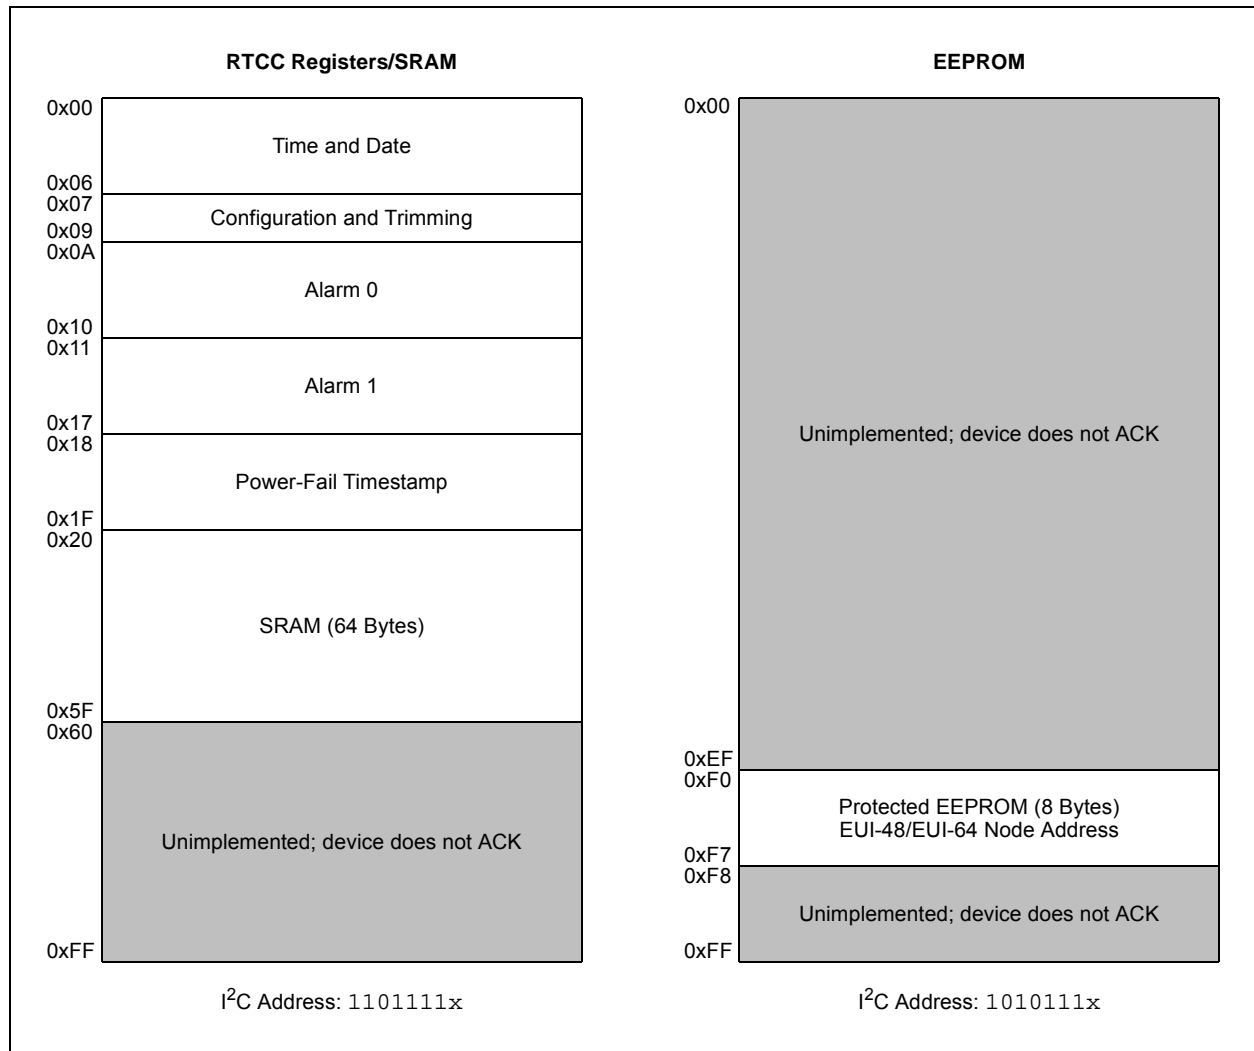 RTCC Registers/SRAM
0x00
Time and Date
0x06
0x07
Configuration and Trimming
0x09
0x0A
Alarm 0
0x10
0x11
Alarm 1
0x17
0x18
Power-Fail Timestamp
0x1F
0x20
SRAM (64 Bytes)
0x5F
0x60
Unimplemented; device does not ACK
0xFF
I²C Address: 1101111x
EEPROM
0x00
Unimplemented; device does not ACK
0xEF
0xF0
Protected EEPROM (8 Bytes)
EUI-48/EUI-64 Node Address
0xF7
0xF8
Unimplemented; device does not ACK
0xFF
I²C Address: 1010111x